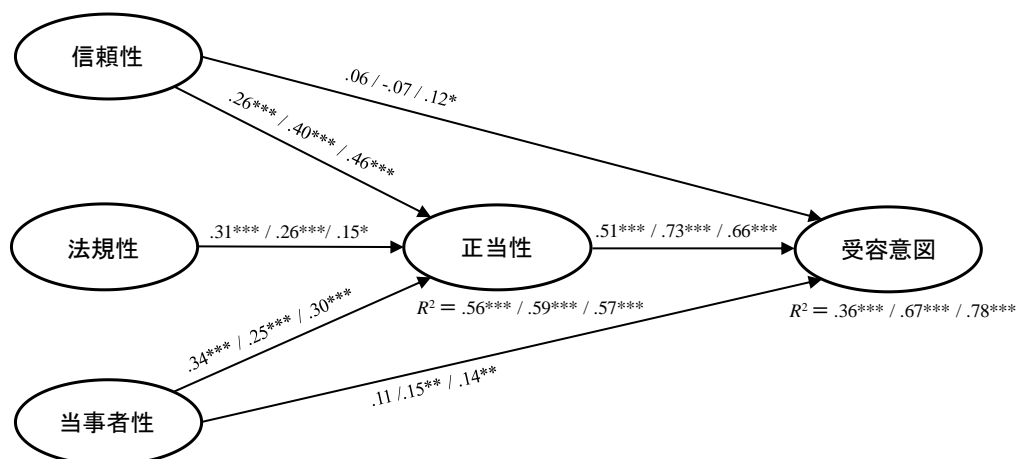 信頼性
.06 / -.07 / .12*
.26*** / .40*** / .46***
法規性
.31*** / .26***/ .15*
正当性
.51*** / .73*** / .66***
受容意図
R² = .56*** / .59*** / .57***
R² = .36*** / .67*** / .78***
.34*** / .25*** / .30***
.11 /.15** / .14**
当事者性